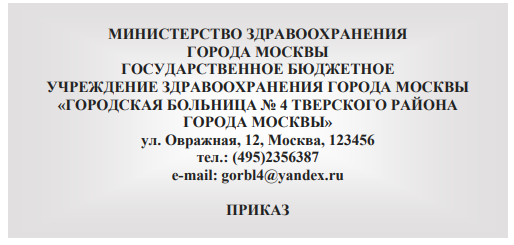 МИНИСТЕРСТВО ЗДРАВООХРАНЕНИЯ
ГОРОДА МОСКВЫ
ГОСУДАРСТВЕННОЕ БЮДЖЕТНОЕ
УЧРЕЖДЕНИЕ ЗДРАВООХРАНЕНИЯ ГОРОДА МОСКВЫ
«ГОРОДСКАЯ БОЛЬНИЦА № 4 ТВЕРСКОГО РАЙОНА
ГОРОДА МОСКВЫ»
ул. Овражная, 12, Москва, 123456
тел.: (495)2356387
e-mail: gorbl4@yandex.ru
ПРИКАЗ